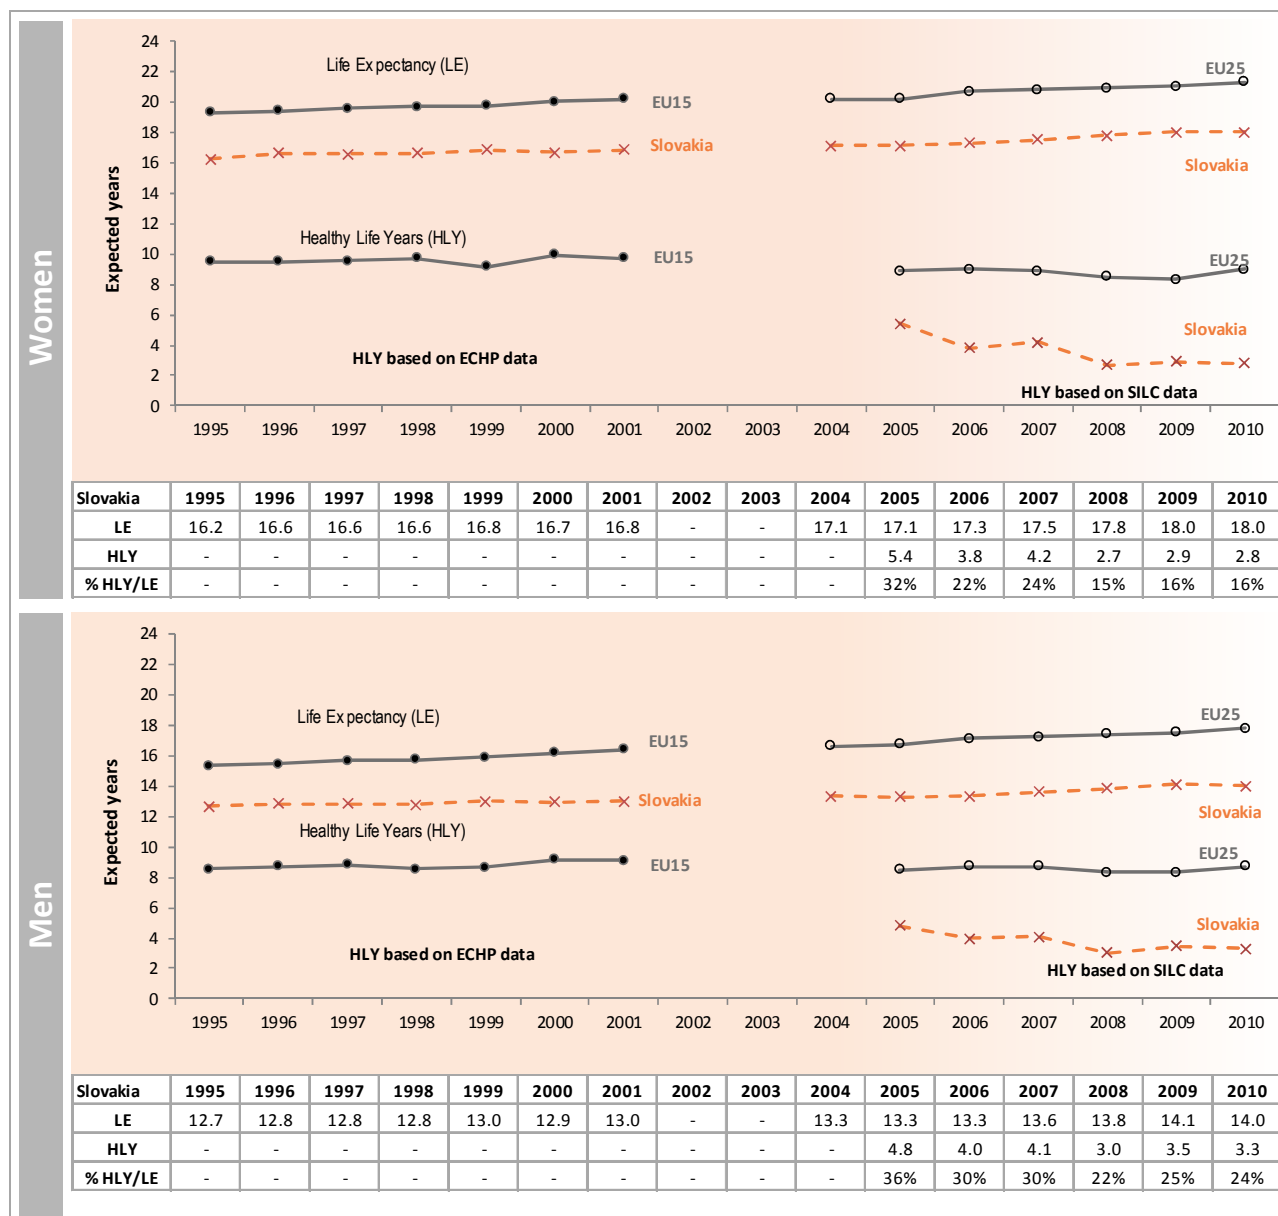 Women
Expected years
24
22
20
18
16
14
12
10
8
6
4
2
0
Life Expectancy (LE)
EU15
EU25
Slovakia
Slovakia
Healthy Life Years (HLY)
EU15
EU25
Slovakia
HLY based on ECHP data
HLY based on SILC data
1995 1996 1997 1998 1999 2000 2001 2002 2003 2004 2005 2006 2007 2008 2009 2010
Slovakia 1995 1996 1997 1998 1999 2000 2001 2002 2003 2004 2005 2006 2007 2008 2009 2010
LE 16.2 16.6 16.6 16.6 16.8 16.7 16.8 - - 17.1 17.1 17.3 17.5 17.8 18.0 18.0
HLY - - - - - - - - - - 5.4 3.8 4.2 2.7 2.9 2.8
% HLY/LE - - - - - - - - - - 32% 22% 24% 15% 16% 16%
Men
Expected years
24
22
20
18
16
14
12
10
8
6
4
2
0
Life Expectancy (LE)
EU15
EU25
Slovakia
Slovakia
Healthy Life Years (HLY)
EU15
EU25
Slovakia
HLY based on ECHP data
HLY based on SILC data
1995 1996 1997 1998 1999 2000 2001 2002 2003 2004 2005 2006 2007 2008 2009 2010
Slovakia 1995 1996 1997 1998 1999 2000 2001 2002 2003 2004 2005 2006 2007 2008 2009 2010
LE 12.7 12.8 12.8 12.8 13.0 12.9 13.0 - - 13.3 13.3 13.3 13.6 13.8 14.1 14.0
HLY - - - - - - - - - - 4.8 4.0 4.1 3.0 3.5 3.3
% HLY/LE - - - - - - - - - - 36% 30% 30% 22% 25% 24%